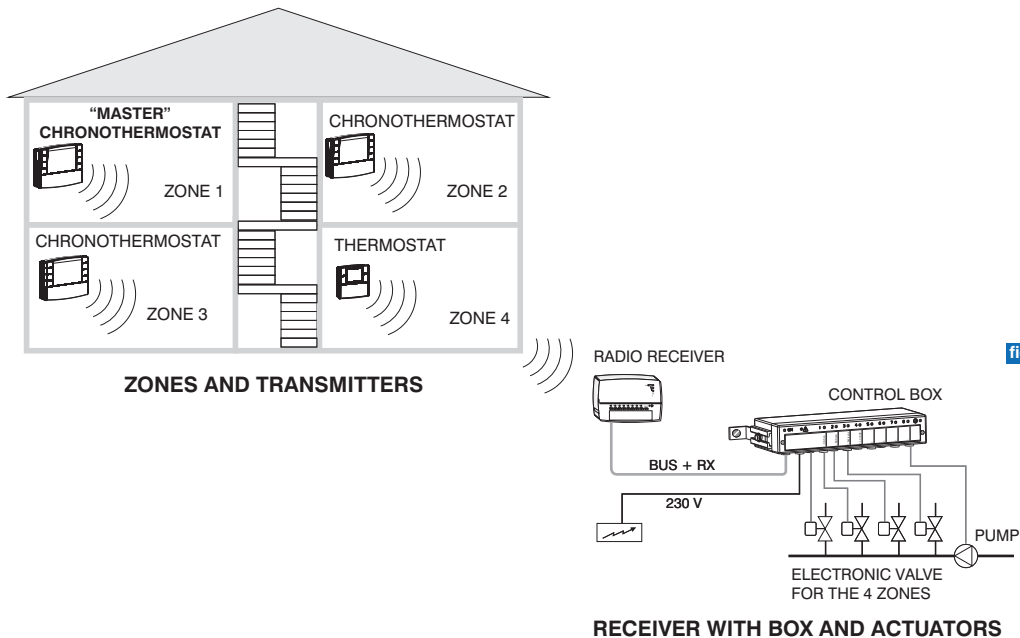 “MASTER”
CHRONOTHERMOSTAT
ZONE 1
CHRONOTHERMOSTAT
ZONE 2
CHRONOTHERMOSTAT
ZONE 3
THERMOSTAT
ZONE 4
ZONES AND TRANSMITTERS
RADIO RECEIVER
fi
CONTROL BOX
BUS + RX
230 V
PUMP
ELECTRONIC VALVE
FOR THE 4 ZONES
RECEIVER WITH BOX AND ACTUATORS